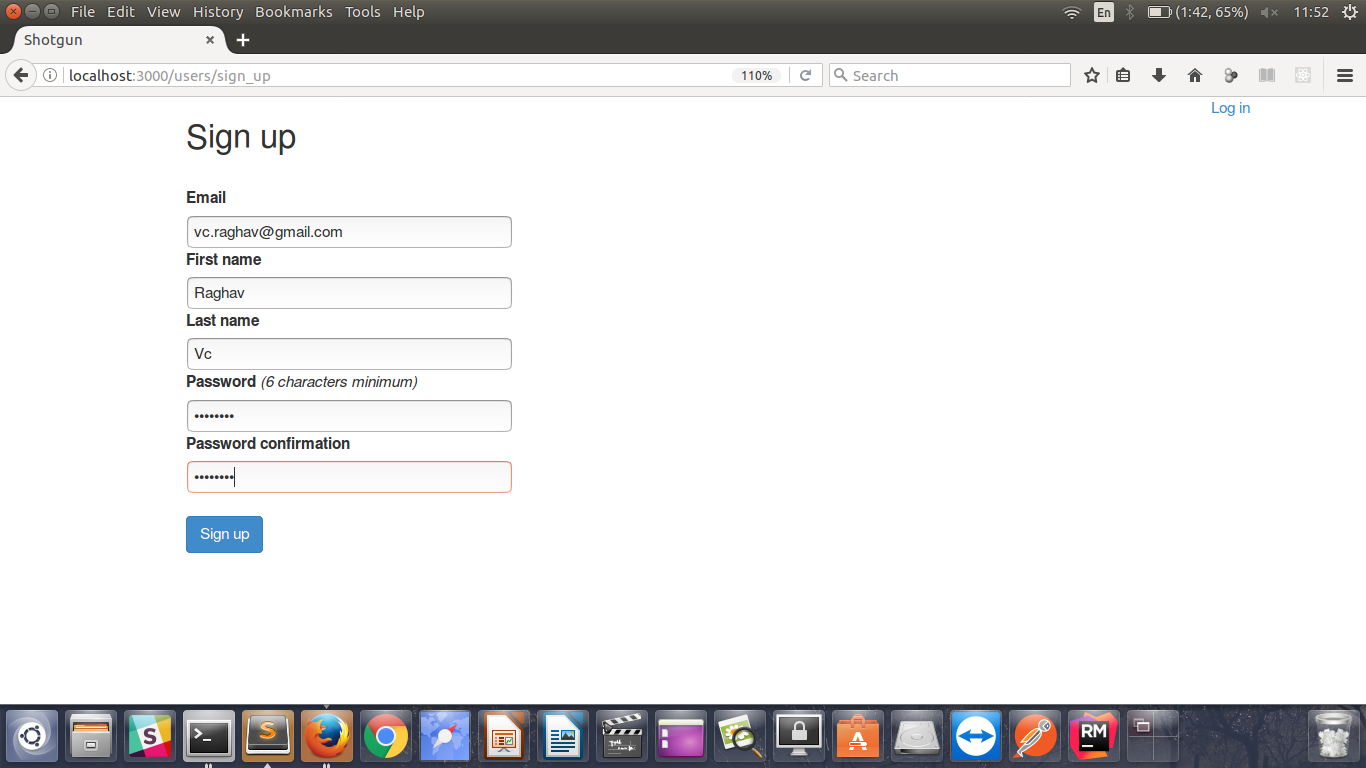 File Edit View History Bookmarks Tools Help
En (1:42, 65%) 11:52
Shotgun
localhost:3000/users/sign_up 110% Search
Log in
Sign up
Email
vc.raghav@gmail.com
First name
Raghav
Last name
Vc
Password (6 characters minimum)
••••••••
Password confirmation
••••••••
Sign up
RM